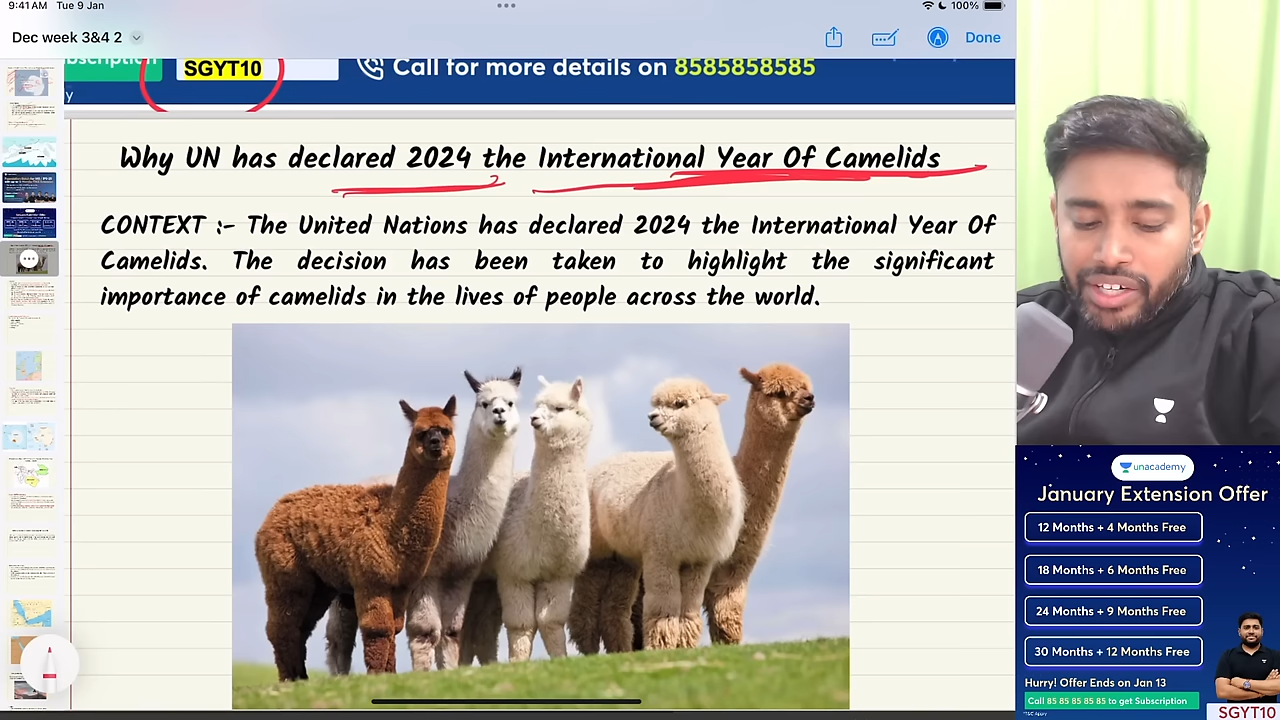 9:41 AM Tue 9 Jan
100%
Dec week 3&4 2
Done
SGYT10
Call for more details on 8585858585
y
Why UN has declared 2024 the International Year Of Camelids
CONTEXT :- The United Nations has declared 2024 the International Year Of
Camelids. The decision has been taken to highlight the significant
importance of camelids in the lives of people across the world.
unacademy
January Extension Offer
12 Months + 4 Months Free
18 Months + 6 Months Free
24 Months + 9 Months Free
30 Months + 12 Months Free
Hurry! Offer Ends on Jan 13
Call 85 85 85 85 85 to get Subscription
SGYT10